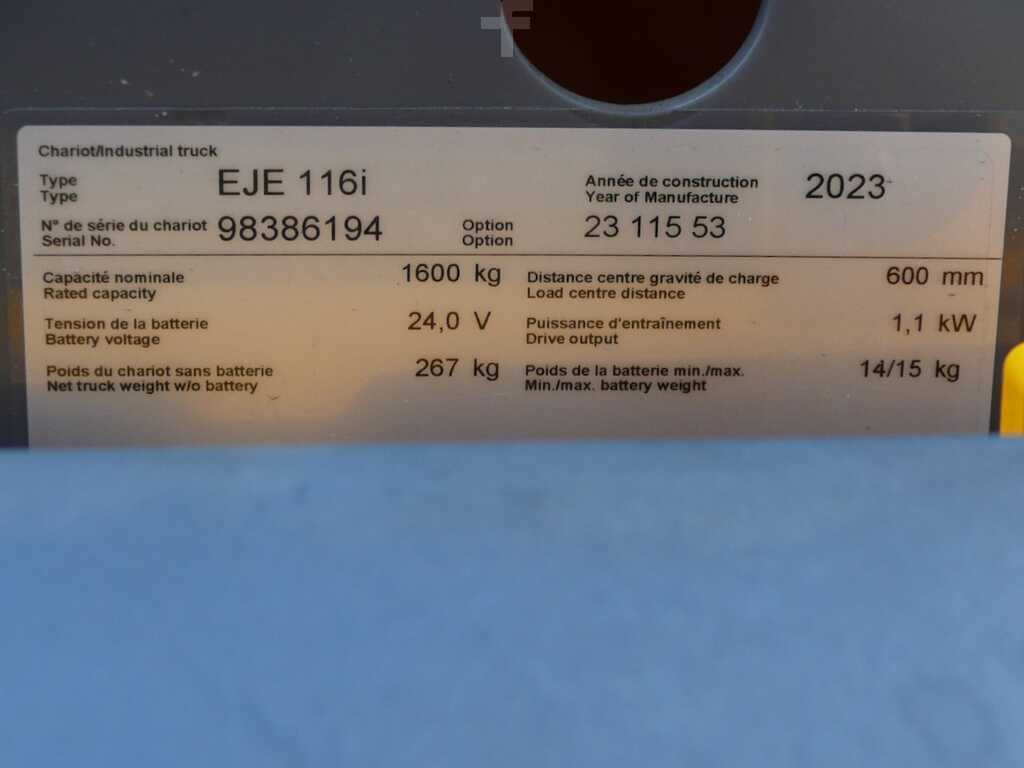 Chariot/Industrial truck
Type EJE 116i Année de construction 2023
Type Year of Manufacture
N° de série du chariot 98386194 Option 23 115 53
Serial No. Option
Capacité nominale 1600 kg Distance centre gravité de charge 600 mm
Rated capacity Load centre distance
Tension de la batterie 24,0 V Puissance d'entraînement 1,1 kW
Battery voltage Drive output
Poids du chariot sans batterie 267 kg Poids de la batterie min./max. 14/15 kg
Net truck weight w/o battery Min./max. battery weight